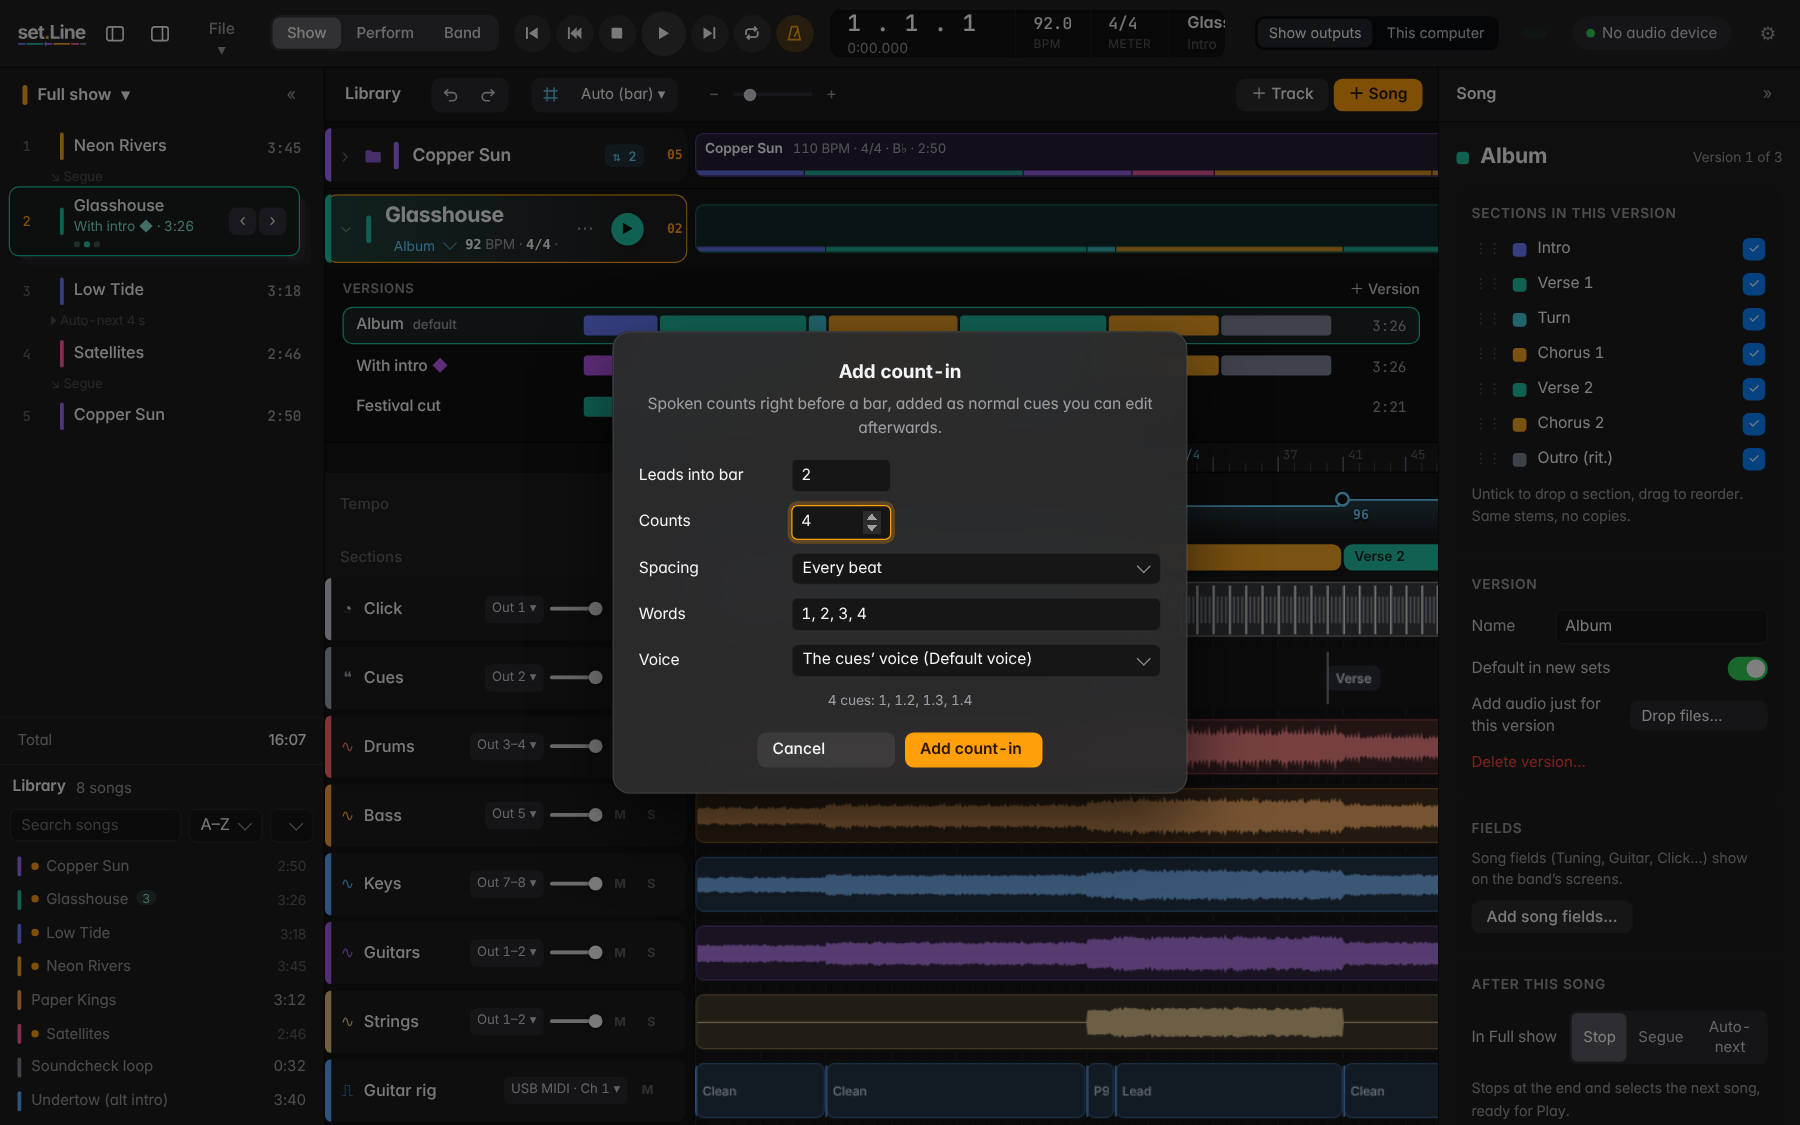 set.Line
File
Show
Perform
Band
1 . 1 . 1
0:00.000
92.0
BPM
4/4
METER
Glass
Intro
Show outputs
This computer
No audio device
Full show
1
Neon Rivers
3:45
Segue
2
Glasshouse
With intro ◆ · 3:26
3
Low Tide
3:18
Auto-next 4 s
4
Satellites
2:46
Segue
5
Copper Sun
2:50
Total
16:07
Library 8 songs
Search songs
A–Z
Copper Sun
2:50
Glasshouse 3
3:26
Low Tide
3:18
Neon Rivers
3:45
Paper Kings
3:12
Satellites
2:46
Soundcheck loop
0:32
Undertow (alt intro)
3:40
Library
Auto (bar)
+ Track
+ Song
Copper Sun
2
05
Copper Sun 110 BPM · 4/4 · B♭ · 2:50
Glasshouse
Album
92 BPM · 4/4 ·
02
VERSIONS
+ Version
Album default
3:26
With intro ◆
3:26
Festival cut
2:21
/4
37
41
45
Tempo
96
Sections
Verse 2
Click
Out 1
Cues
Out 2
Verse
Drums
Out 3–4
Bass
Out 5
M
S
Keys
Out 7–8
M
S
Guitars
Out 1–2
M
S
Strings
Out 1–2
M
S
Guitar rig
USB MIDI · Ch 1
M
Clean
Clean
P9
Lead
Clean
Add count-in
Spoken counts right before a bar, added as normal cues you can edit
afterwards.
Leads into bar
2
Counts
4
Spacing
Every beat
Words
1, 2, 3, 4
Voice
The cues’ voice (Default voice)
4 cues: 1, 1.2, 1.3, 1.4
Cancel
Add count-in
Song
Album
Version 1 of 3
SECTIONS IN THIS VERSION
Intro
Verse 1
Turn
Chorus 1
Verse 2
Chorus 2
Outro (rit.)
Untick to drop a section, drag to reorder.
Same stems, no copies.
VERSION
Name
Album
Default in new sets
Add audio just for
this version
Drop files…
Delete version…
FIELDS
Song fields (Tuning, Guitar, Click…) show
on the band’s screens.
Add song fields…
AFTER THIS SONG
In Full show
Stop
Segue
Auto-
next
Stops at the end and selects the next song,
ready for Play.